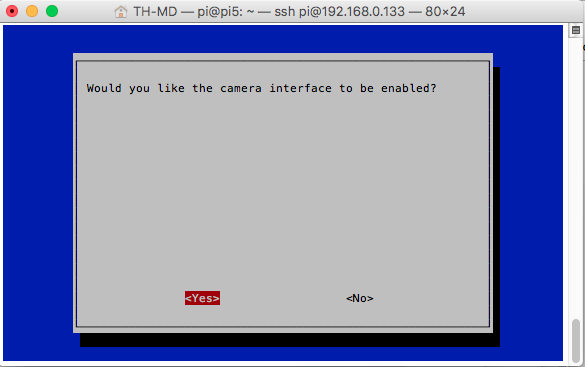 TH-MD — pi@pi5: ~ — ssh pi@192.168.0.133 — 80×24
Would you like the camera interface to be enabled?
<Yes> <No>